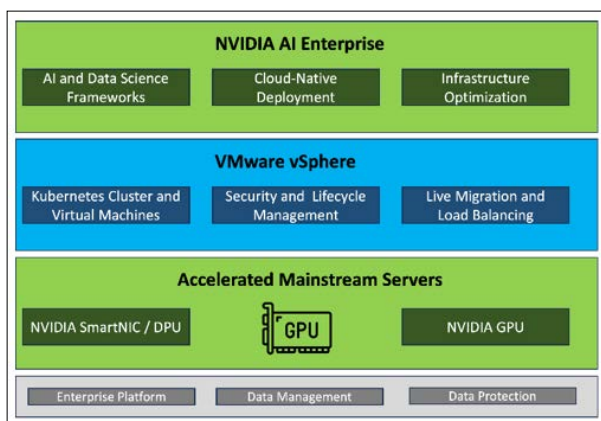 NVIDIA AI Enterprise
AI and Data Science
Frameworks
Cloud-Native
Deployment
Infrastructure
Optimization
VMware vSphere
Kubernetes Cluster and
Virtual Machines
Security and Lifecycle
Management
Live Migration and
Load Balancing
Accelerated Mainstream Servers
NVIDIA SmartNIC / DPU
GPU
NVIDIA GPU
Enterprise Platform
Data Management
Data Protection